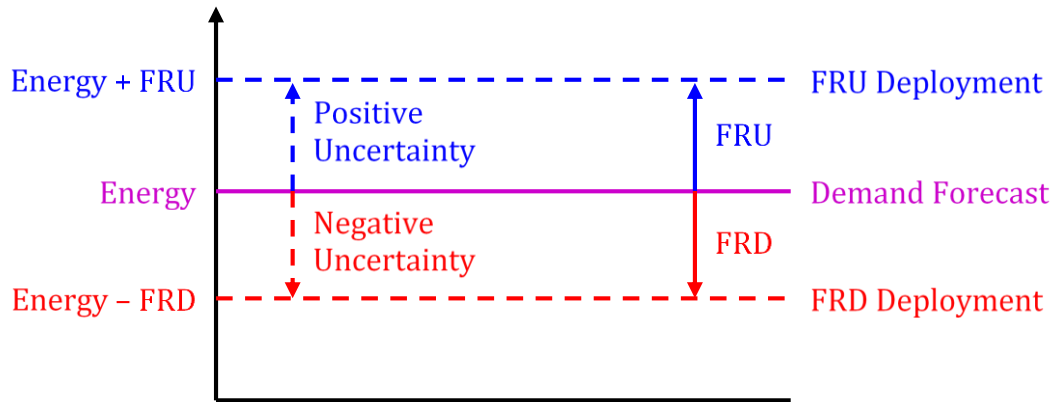 Energy + FRU
Positive
Uncertainty
FRU
FRU Deployment
Energy
Demand Forecast
Negative
Uncertainty
FRD
Energy – FRD
FRD Deployment